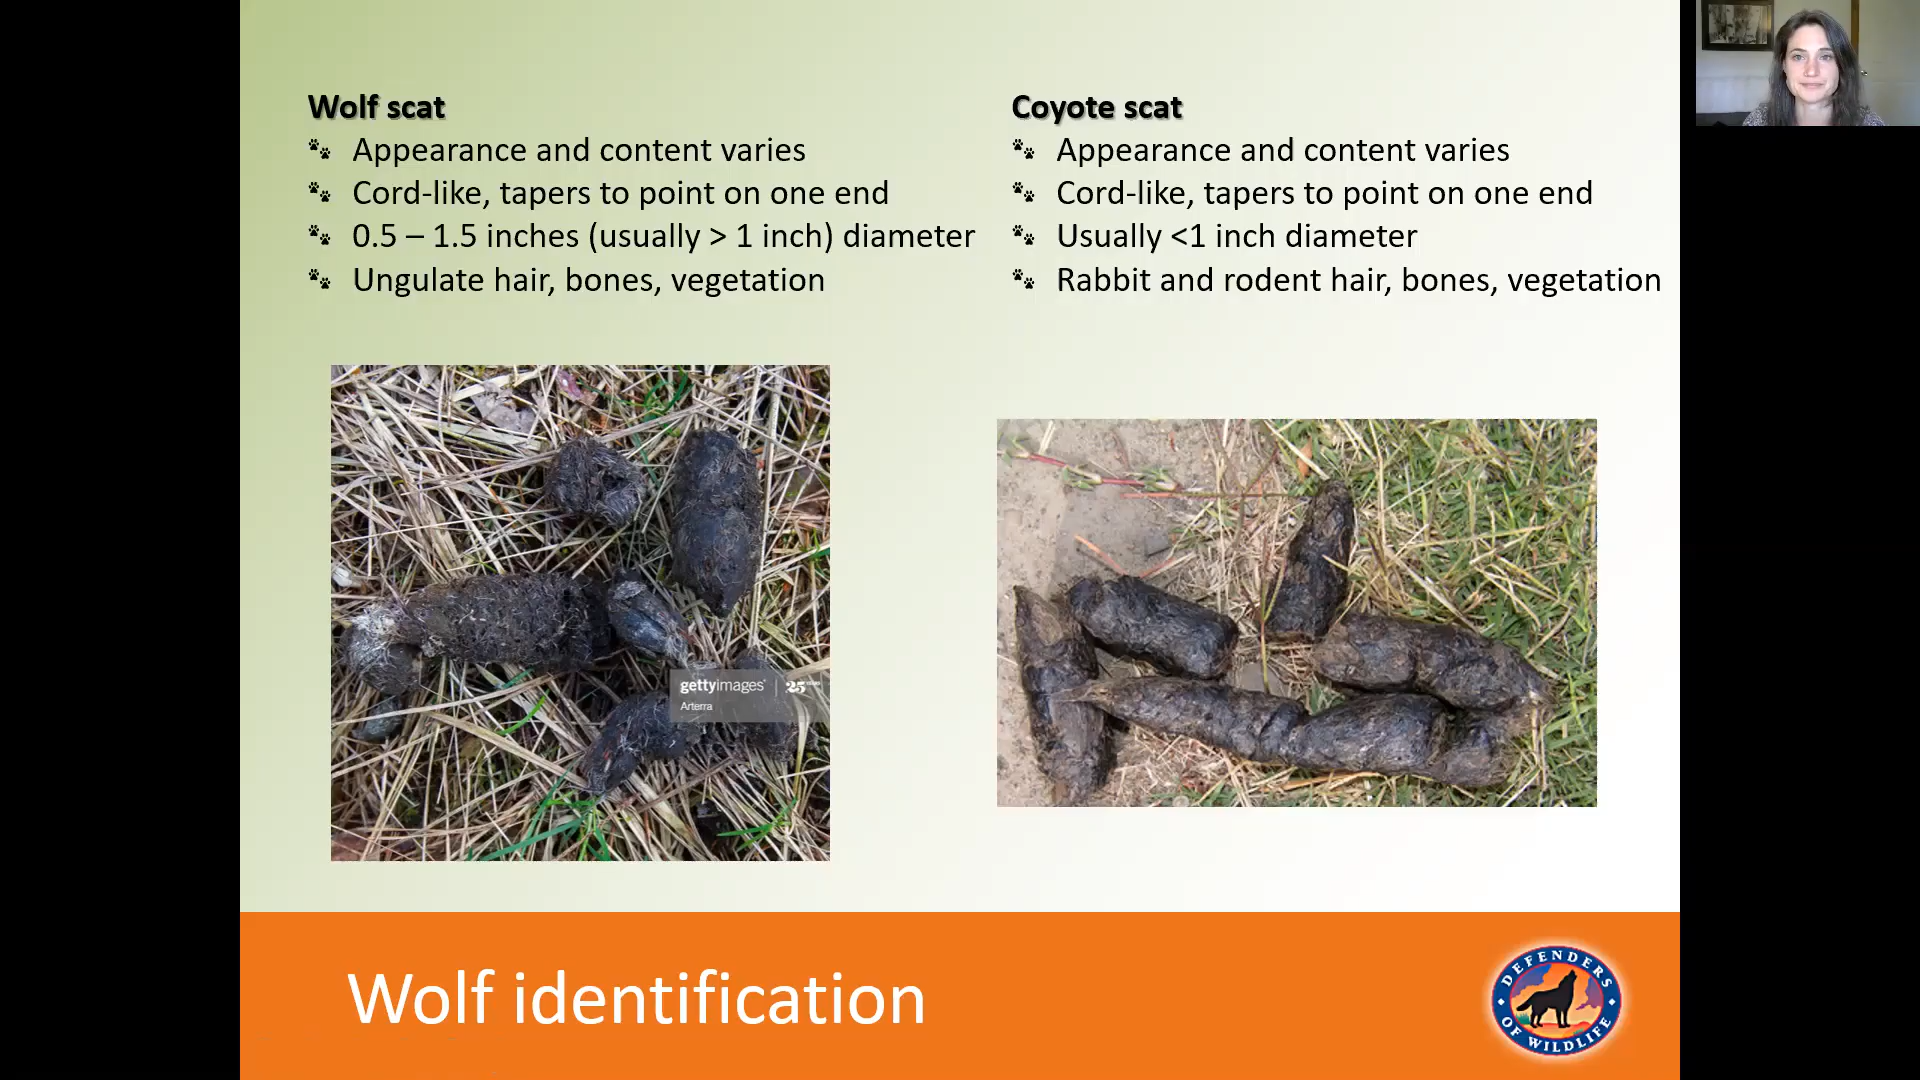 Wolf scat
Appearance and content varies
Cord-like, tapers to point on one end
0.5 – 1.5 inches (usually > 1 inch) diameter
Ungulate hair, bones, vegetation
Coyote scat
Appearance and content varies
Cord-like, tapers to point on one end
Usually <1 inch diameter
Rabbit and rodent hair, bones, vegetation
gettyimages® | 25
Arterra
Wolf identification
DEFENDERS
OF WILDLIFE